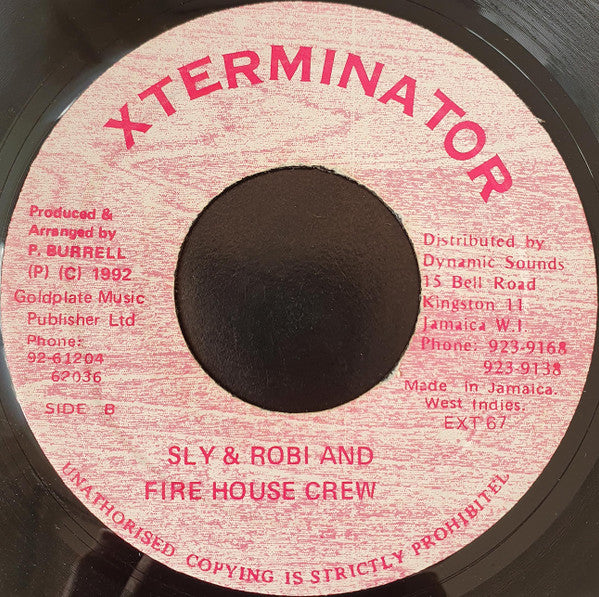 XTERMINATOR
Produced &
Arranged by
P. BURRELL
(P) (C) 1992
Goldplate Music
Publisher Ltd
Phone:
92-61204
62036
SIDE B
Distributed by
Dynamic Sounds
15 Bell Road
Kingston 11
Jamaica W.I.
Phone: 923-9168
923-9138
Made in Jamaica.
West Indies.
EXT 67
SLY & ROBI AND
FIRE HOUSE CREW
UNATHORISED COPYING IS STRICTLY PROHIBITEL